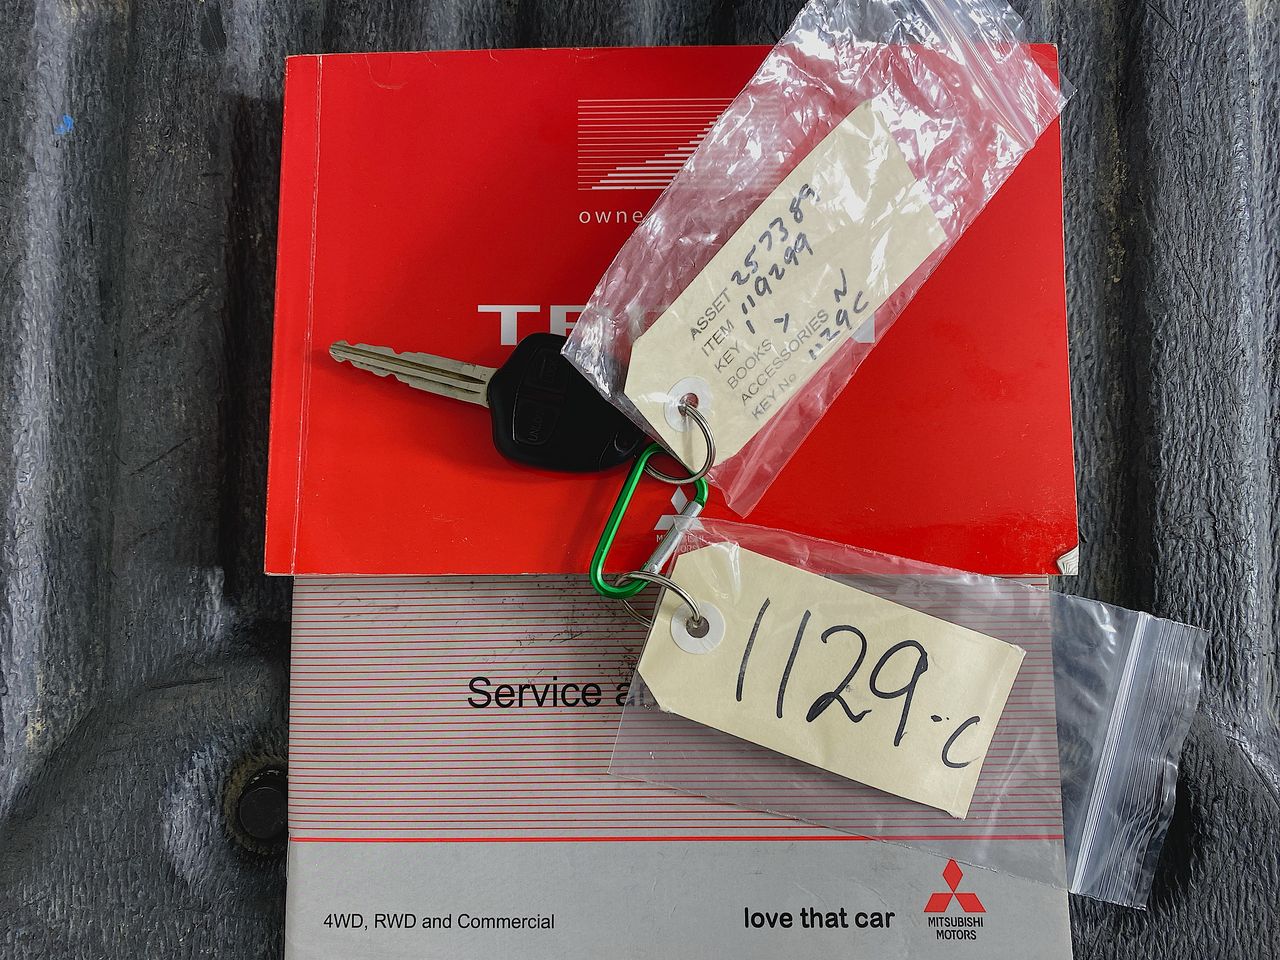 owne
ASSET 257389
ITEM 119299
KEY 1
BOOKS Y
ACCESSORIES N
KEY No 1129C
UNLOCK
1129-C
Service a
4WD, RWD and Commercial
love that car
MITSUBISHI
MOTORS